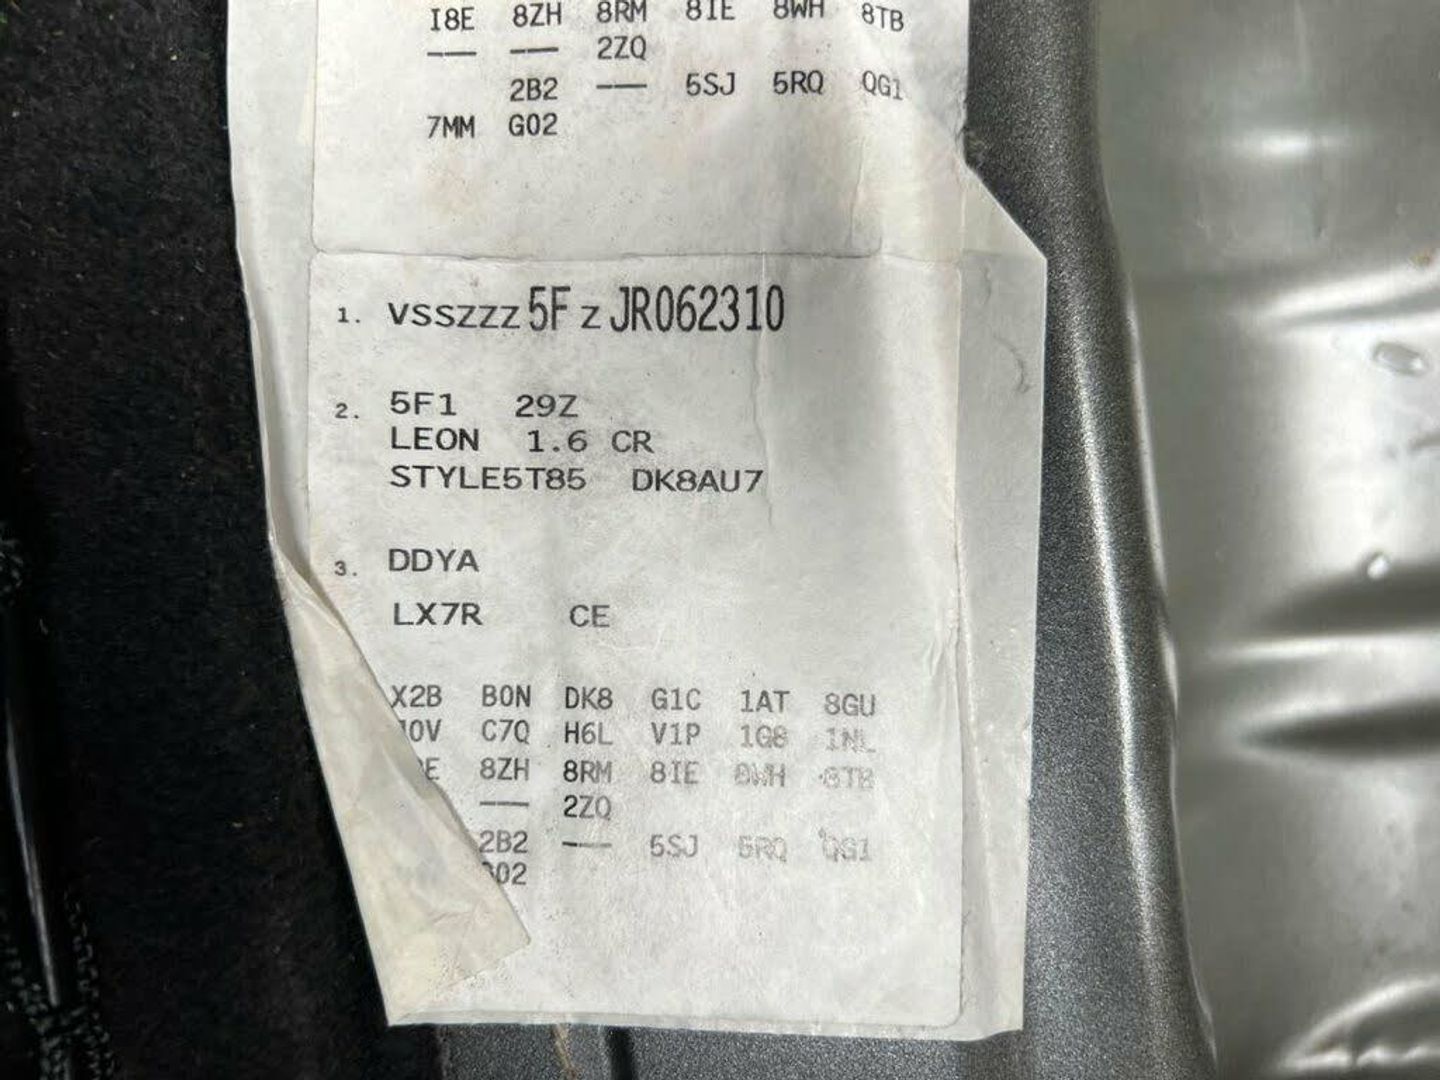 I8E 8ZH 8RM 8IE 8WH 8TB
—— —— 2ZQ
2B2 —— 5SJ 5RQ QG1
7MM G02
1. VSSZZZ5FZJR062310
2. 5F1 29Z
LEON 1.6 CR
STYLE5T85 DK8AU7
3. DDYA
LX7R CE
X2B B0N DK8 G1C 1AT 8GU
J0V C7Q H6L V1P 1G8 1NL
8ZH 8RM 8IE 8WH 8TB
—— 2ZQ
2B2 —— 5SJ 5RQ QG1
G02